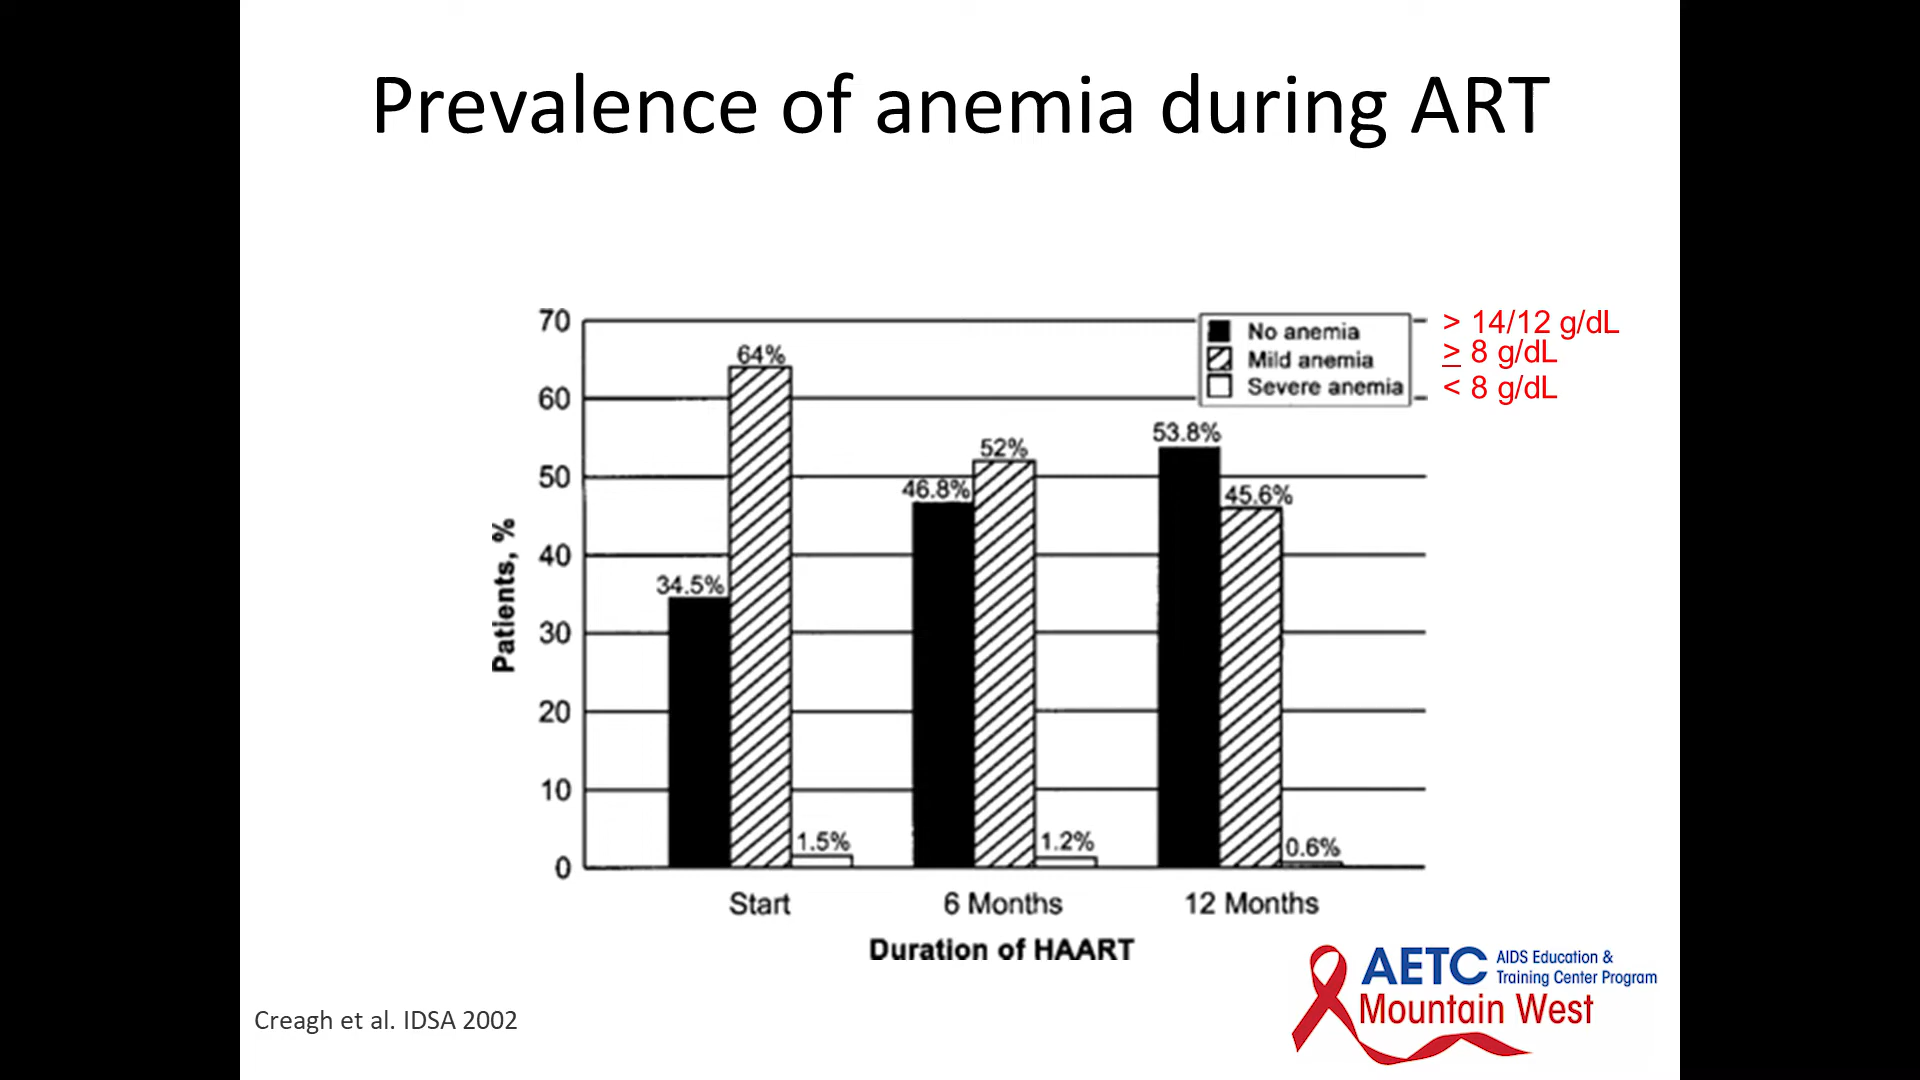 Prevalence of anemia during ART
70
60
50
40
30
20
10
0
Patients, %
No anemia
Mild anemia
Severe anemia
> 14/12 g/dL
≥ 8 g/dL
< 8 g/dL
34.5%
64%
1.5%
46.8%
52%
1.2%
53.8%
45.6%
0.6%
Start
6 Months
12 Months
Duration of HAART
Creagh et al. IDSA 2002
AETC
AIDS Education &
Training Center Program
Mountain West